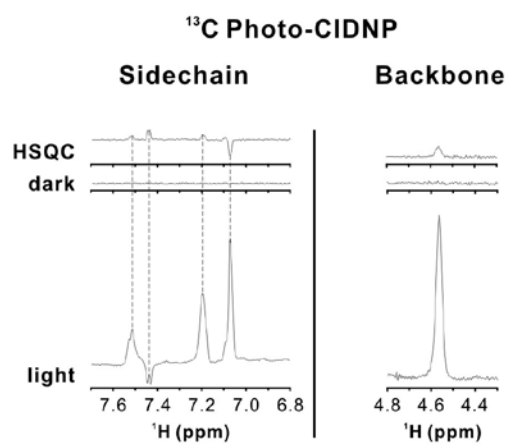 ¹³C Photo-CIDNP
Sidechain Backbone
HSQC
dark
light
7.6 7.4 7.2 7.0 6.8 4.8 4.6 4.4
¹H (ppm) ¹H (ppm)